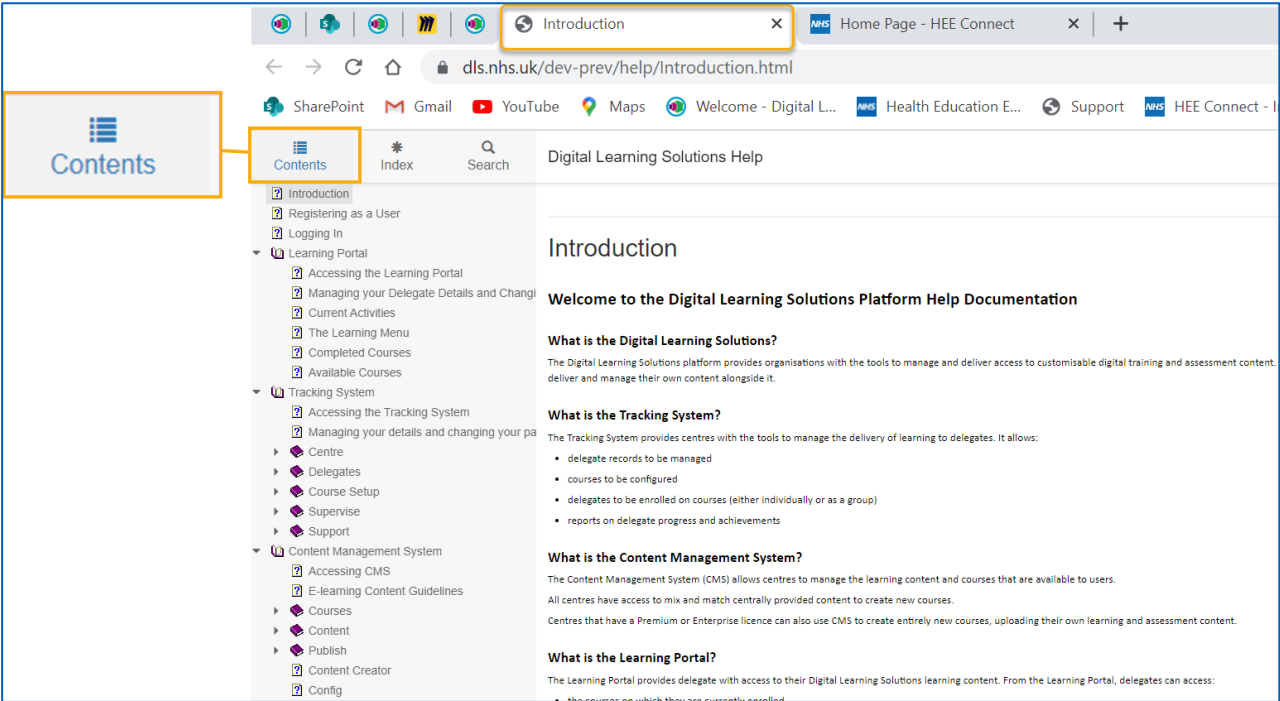 Introduction
NHS Home Page - HEE Connect
dls.nhs.uk/dev-prev/help/Introduction.html
SharePoint Gmail YouTube Maps Welcome - Digital L... NHS Health Education E... Support NHS HEE Connect - I
Contents
Contents Index Search
Digital Learning Solutions Help
Introduction
Registering as a User
Logging In
Learning Portal
Accessing the Learning Portal
Managing your Delegate Details and Changi
Current Activities
The Learning Menu
Completed Courses
Available Courses
Tracking System
Accessing the Tracking System
Managing your details and changing your pa
Centre
Delegates
Course Setup
Supervise
Support
Content Management System
Accessing CMS
E-learning Content Guidelines
Courses
Content
Publish
Content Creator
Config
Introduction
Welcome to the Digital Learning Solutions Platform Help Documentation
What is the Digital Learning Solutions?
The Digital Learning Solutions platform provides organisations with the tools to manage and deliver access to customisable digital training and assessment content.
deliver and manage their own content alongside it.
What is the Tracking System?
The Tracking System provides centres with the tools to manage the delivery of learning to delegates. It allows:
• delegate records to be managed
• courses to be configured
• delegates to be enrolled on courses (either individually or as a group)
• reports on delegate progress and achievements
What is the Content Management System?
The Content Management System (CMS) allows centres to manage the learning content and courses that are available to users.
All centres have access to mix and match centrally provided content to create new courses.
Centres that have a Premium or Enterprise licence can also use CMS to create entirely new courses, uploading their own learning and assessment content.
What is the Learning Portal?
The Learning Portal provides delegate with access to their Digital Learning Solutions learning content. From the Learning Portal, delegates can access:
• the courses on which they are currently enrolled